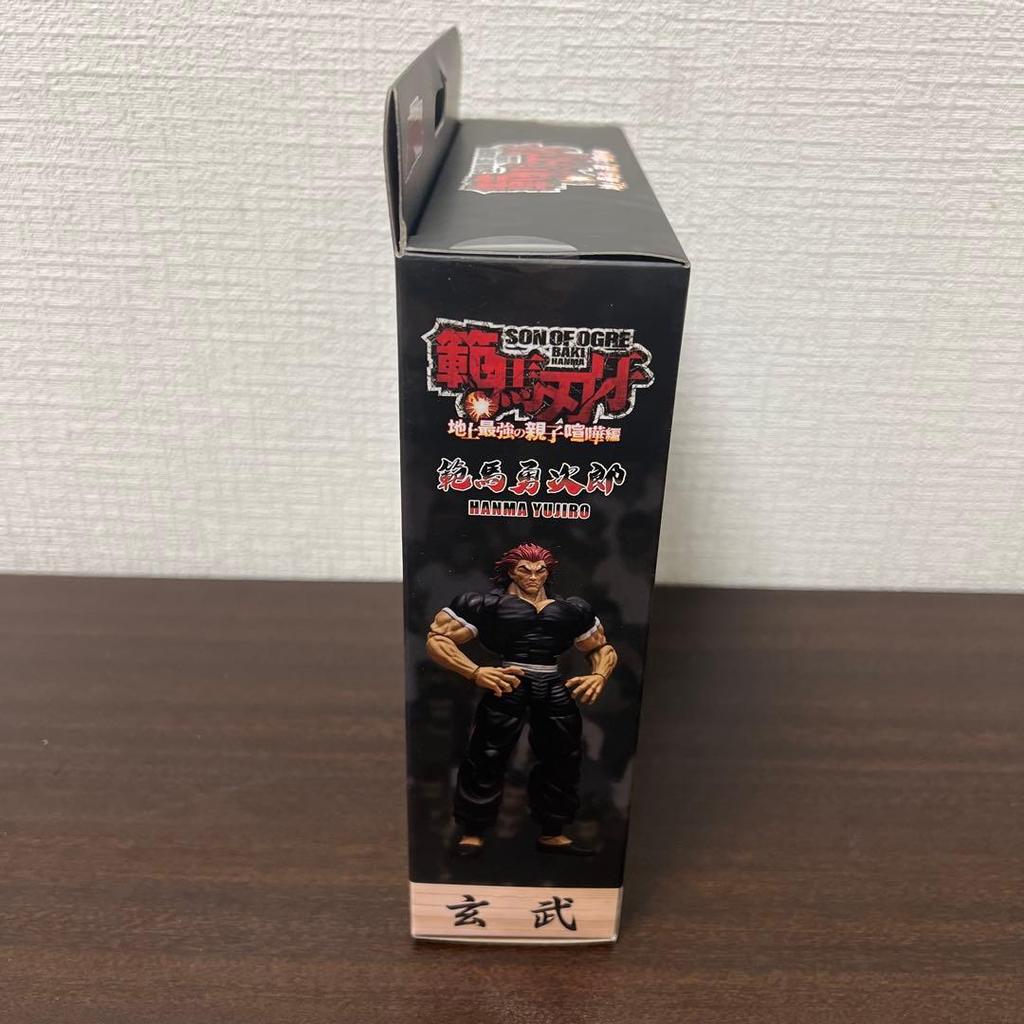 SON OF OGRE
BAKI
HANMA
範馬刃牙
地上最強の親子喧嘩編
範馬勇次郎
HANMA YUJIRO
玄武